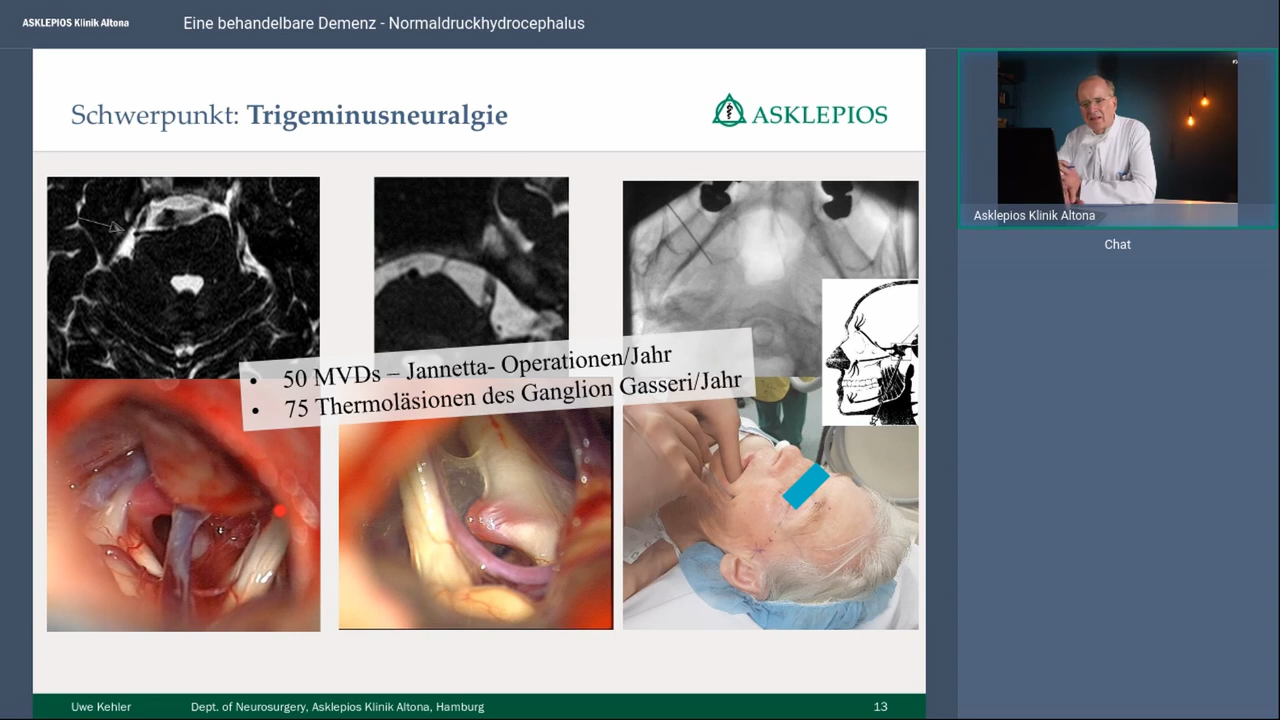 ASKLEPIOS Klinik Altona
Eine behandelbare Demenz - Normaldruckhydrocephalus
Schwerpunkt: Trigeminusneuralgie
ASKLEPIOS
• 50 MVDs – Jannetta- Operationen/Jahr
• 75 Thermoläsionen des Ganglion Gasseri/Jahr
Uwe Kehler
Dept. of Neurosurgery, Asklepios Klinik Altona, Hamburg
13
Asklepios Klinik Altona
Chat